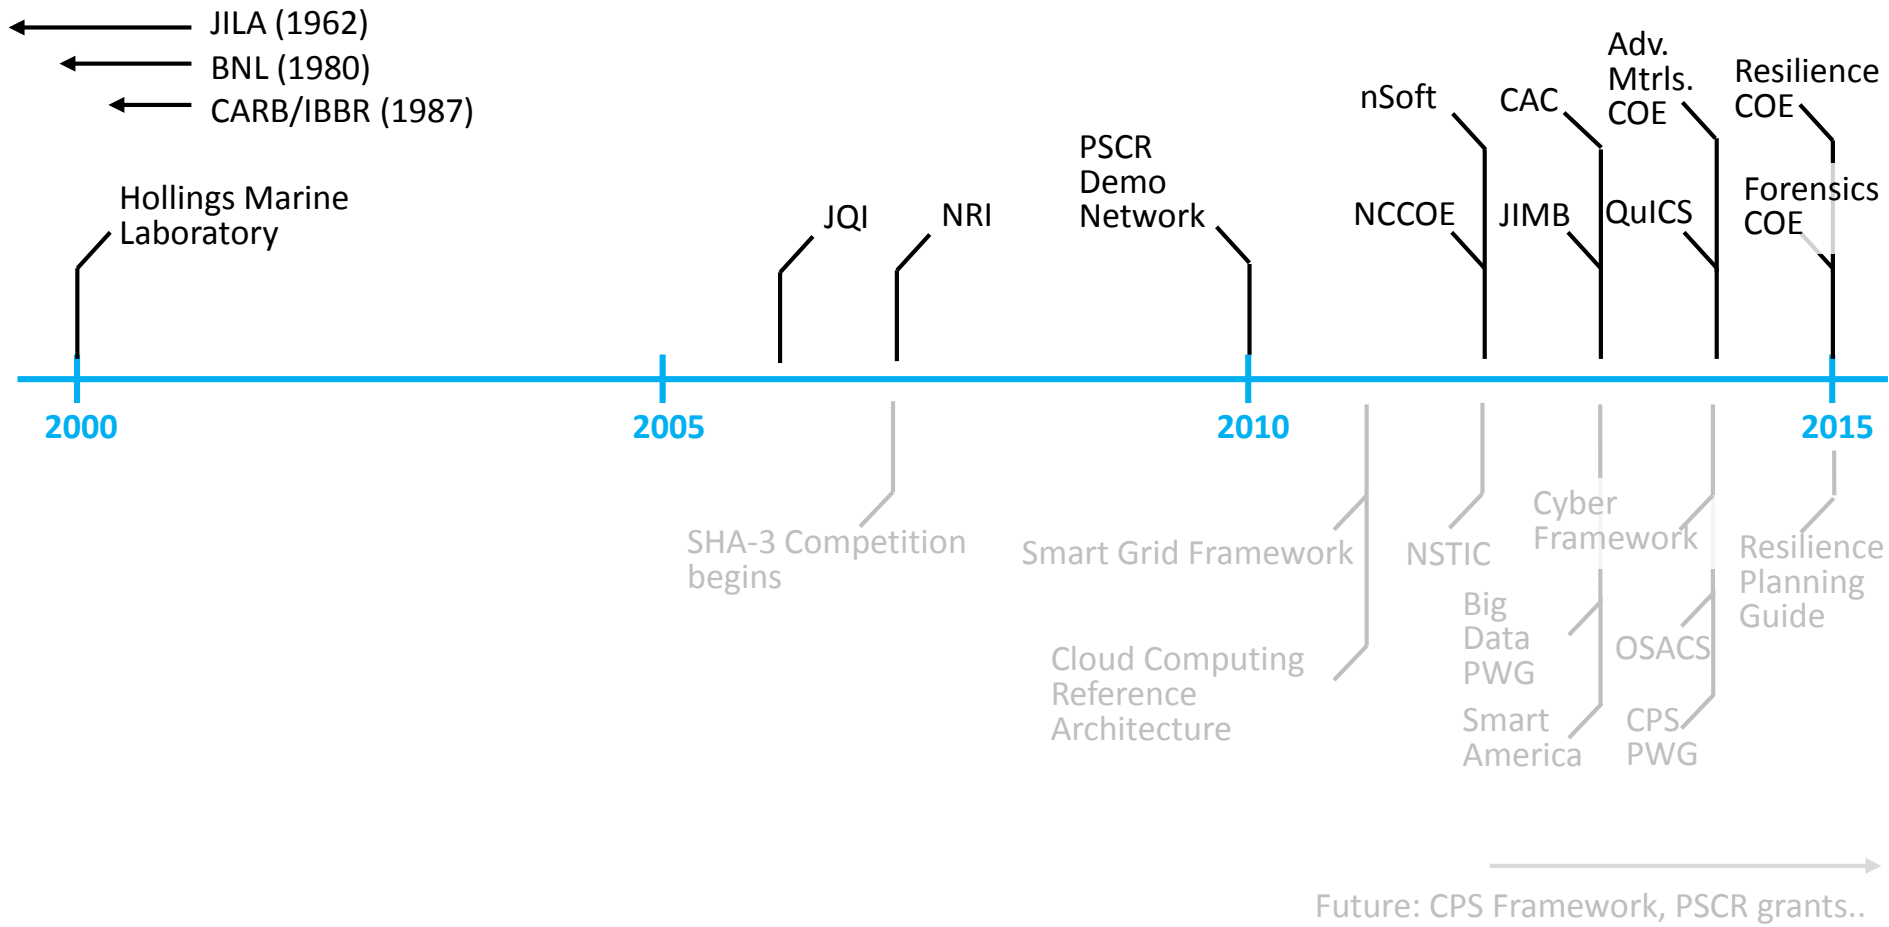 JILA (1962)
BNL (1980)
CARB/IBBR (1987)
Hollings Marine
Laboratory
JQI
NRI
PSCR
Demo
Network
nSoft
NCCOE
CAC
JIMB
Adv.
Mtrls.
COE
QuICS
Resilience
COE
Forensics
COE
2000
2005
2010
2015
SHA-3 Competition
begins
Smart Grid Framework
Cloud Computing
Reference
Architecture
NSTIC
Cyber
Framework
Big
Data
PWG
Smart
America
OSACS
CPS
PWG
Resilience
Planning
Guide
Future: CPS Framework, PSCR grants..